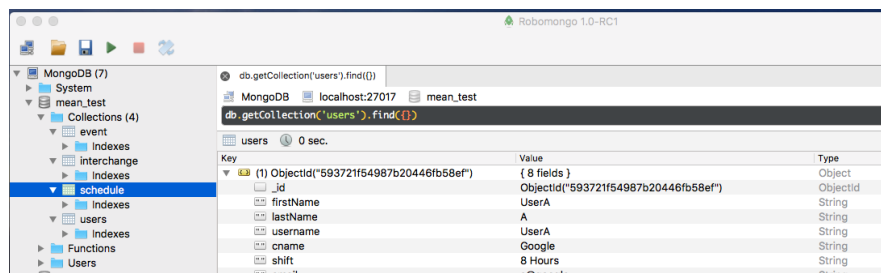 Robomongo 1.0-RC1
MongoDB (7)
System
mean_test
Collections (4)
event
Indexes
interchange
Indexes
schedule
Indexes
users
Indexes
Functions
Users
db.getCollection('users').find({})
MongoDB localhost:27017 mean_test
db.getCollection('users').find({})
users 0 sec.
Key Value Type
(1) ObjectId("593721f54987b20446fb58ef") { 8 fields } Object
_id ObjectId("593721f54987b20446fb58ef") ObjectId
firstName UserA String
lastName A String
username UserA String
cname Google String
shift 8 Hours String